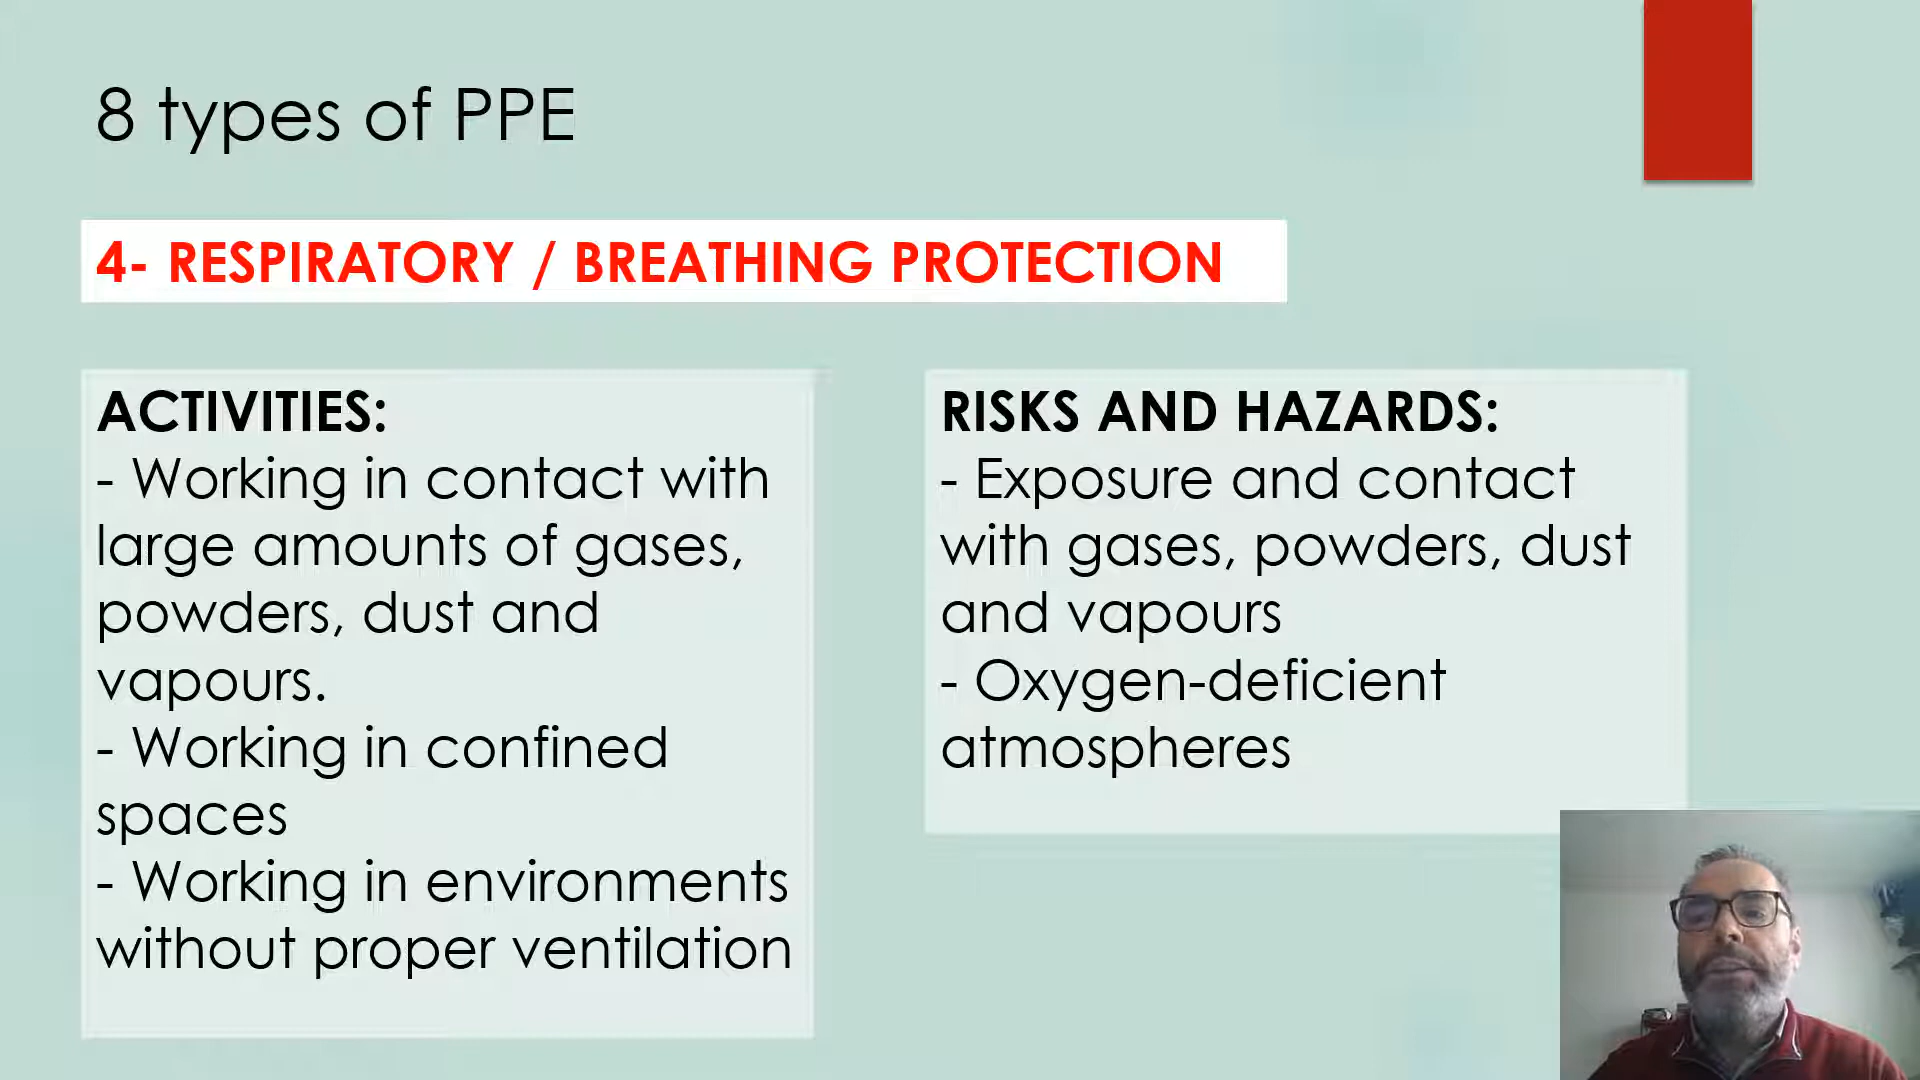 8 types of PPE
4- RESPIRATORY / BREATHING PROTECTION
ACTIVITIES:
- Working in contact with
large amounts of gases,
powders, dust and
vapours.
- Working in confined
spaces
- Working in environments
without proper ventilation
RISKS AND HAZARDS:
- Exposure and contact
with gases, powders, dust
and vapours
- Oxygen-deficient
atmospheres